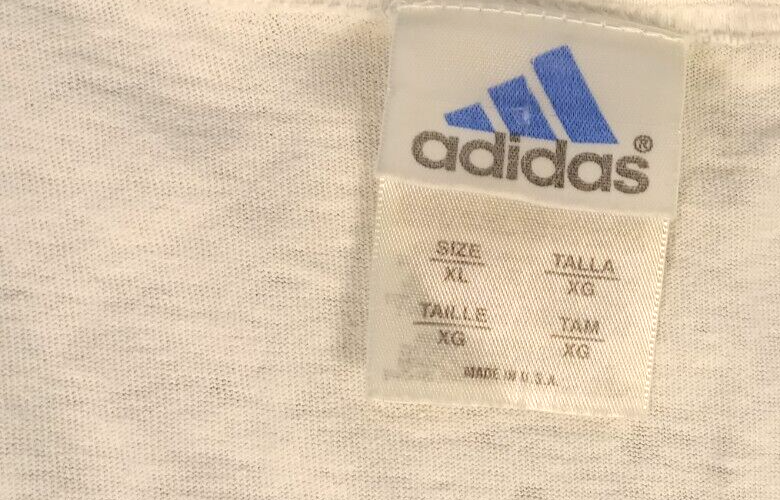 adidas®
SIZE TALLA
XL XG
TAILLE TAM
XG XG
MADE IN U.S.A.